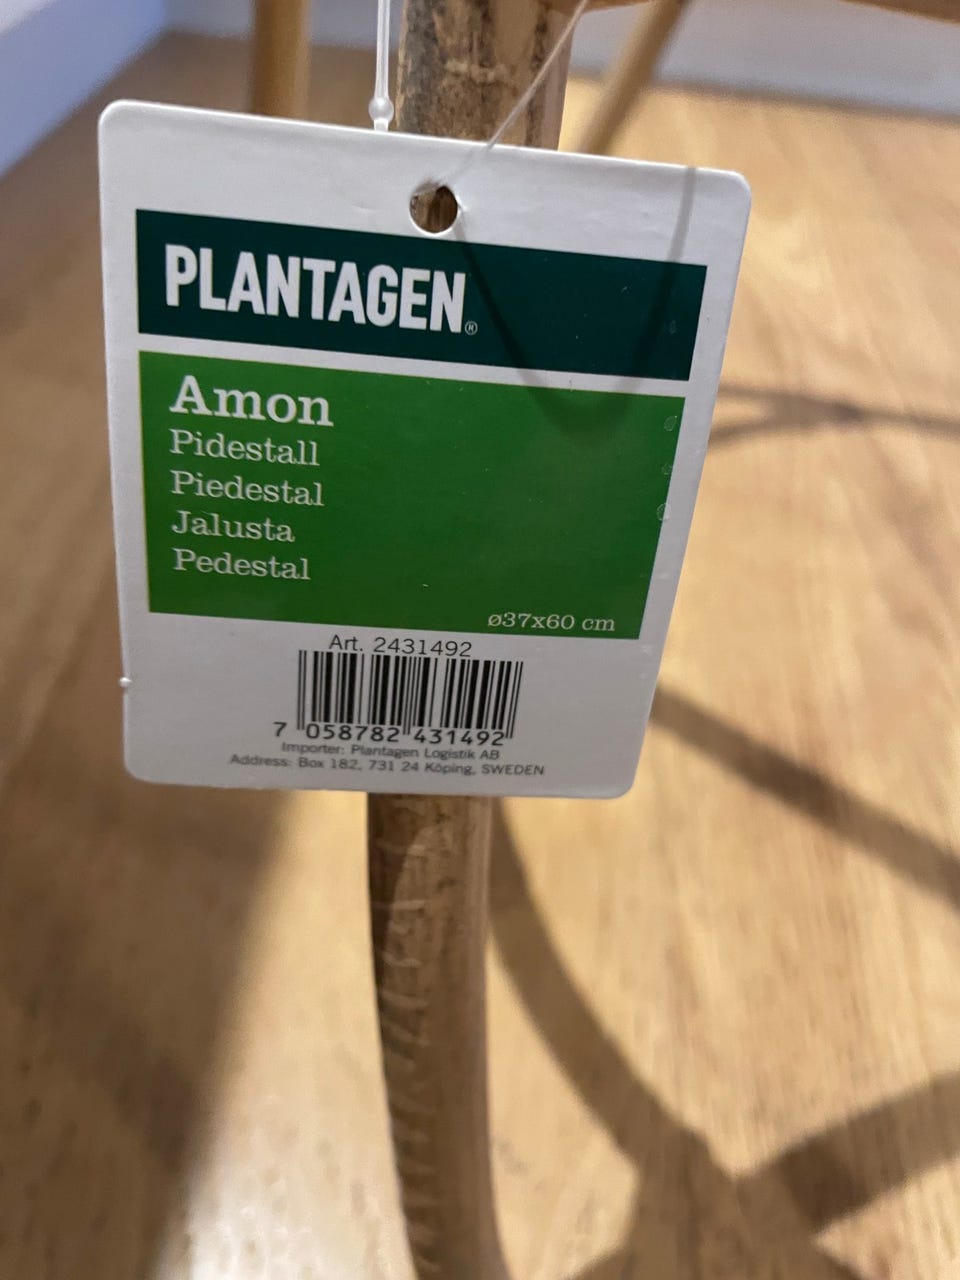 PLANTAGEN®
Amon
Pidestall
Piedestal
Jalusta
Pedestal
ø37x60 cm
Art. 2431492
7 058782 431492
Importer: Plantagen Logistik AB
Address: Box 182, 731 24 Köping, SWEDEN